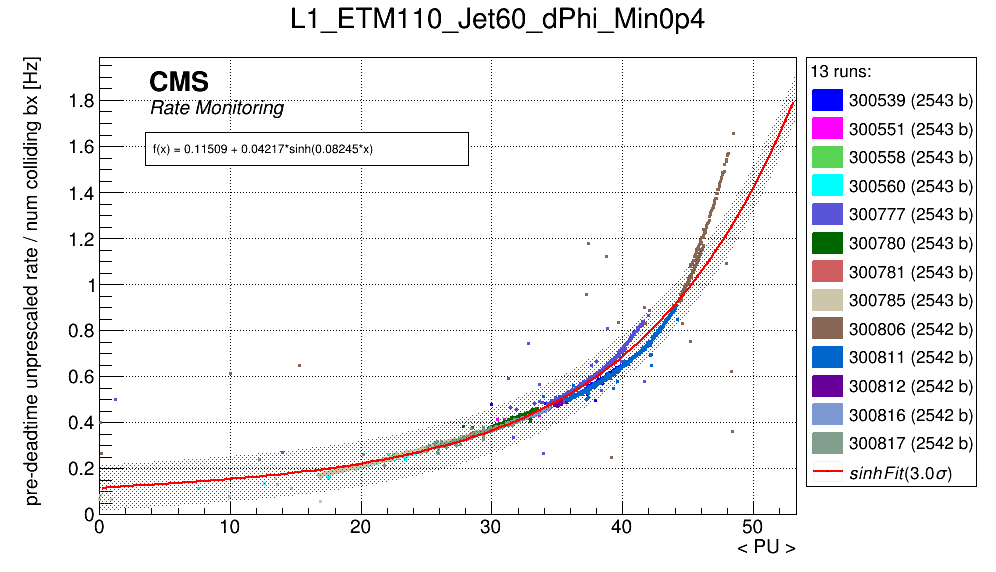 L1_ETM110_Jet60_dPhi_Min0p4
pre-deadtime unprescaled rate / num colliding bx [Hz]
CMS
Rate Monitoring
f(x) = 0.11509 + 0.04217*sinh(0.08245*x)
1.8
1.6
1.4
1.2
1
0.8
0.6
0.4
0.2
0
0 10 20 30 40 50
< PU >
13 runs:
300539 (2543 b)
300551 (2543 b)
300558 (2543 b)
300560 (2543 b)
300777 (2543 b)
300780 (2543 b)
300781 (2543 b)
300785 (2543 b)
300806 (2542 b)
300811 (2542 b)
300812 (2542 b)
300816 (2542 b)
300817 (2542 b)
sinhFit(3.0σ)